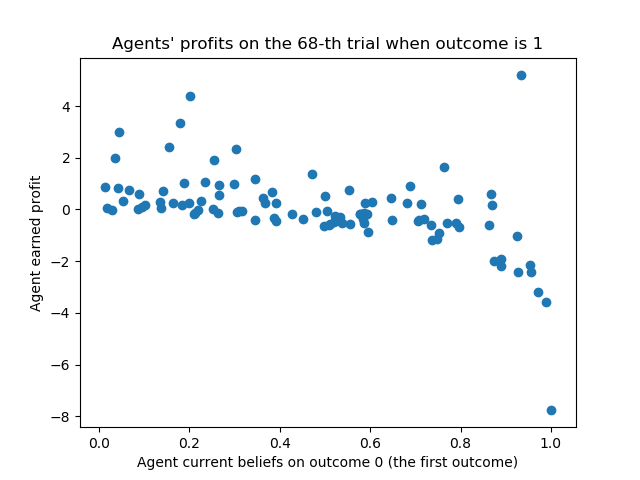 Agents' profits on the 68-th trial when outcome is 1
Agent earned profit
4
2
0
−2
−4
−6
−8
0.0 0.2 0.4 0.6 0.8 1.0
Agent current beliefs on outcome 0 (the first outcome)